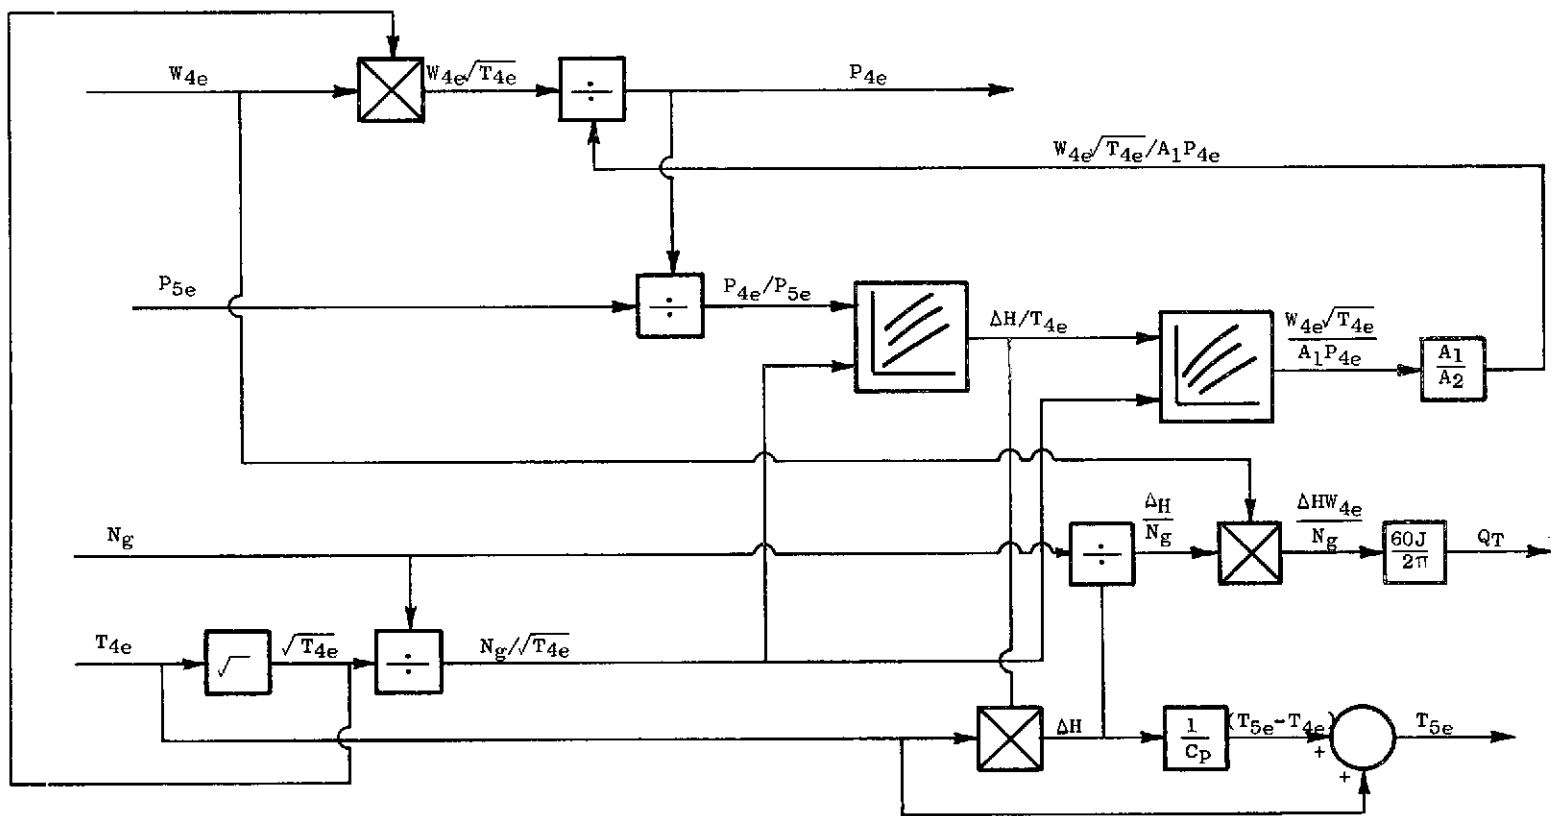 W4e
W4e√T4e
÷
P4e
W4e√T4e/A1P4e
P5e
÷
P4e/P5e
ΔH/T4e
W4e√T4e
A1P4e
A1
A2
Ng
÷
ΔH
Ng
ΔHW4e
Ng
60J
2π
QT
T4e
√
√T4e
÷
Ng/√T4e
ΔH
1
CP
(T5e-T4e)
+
+
T5e